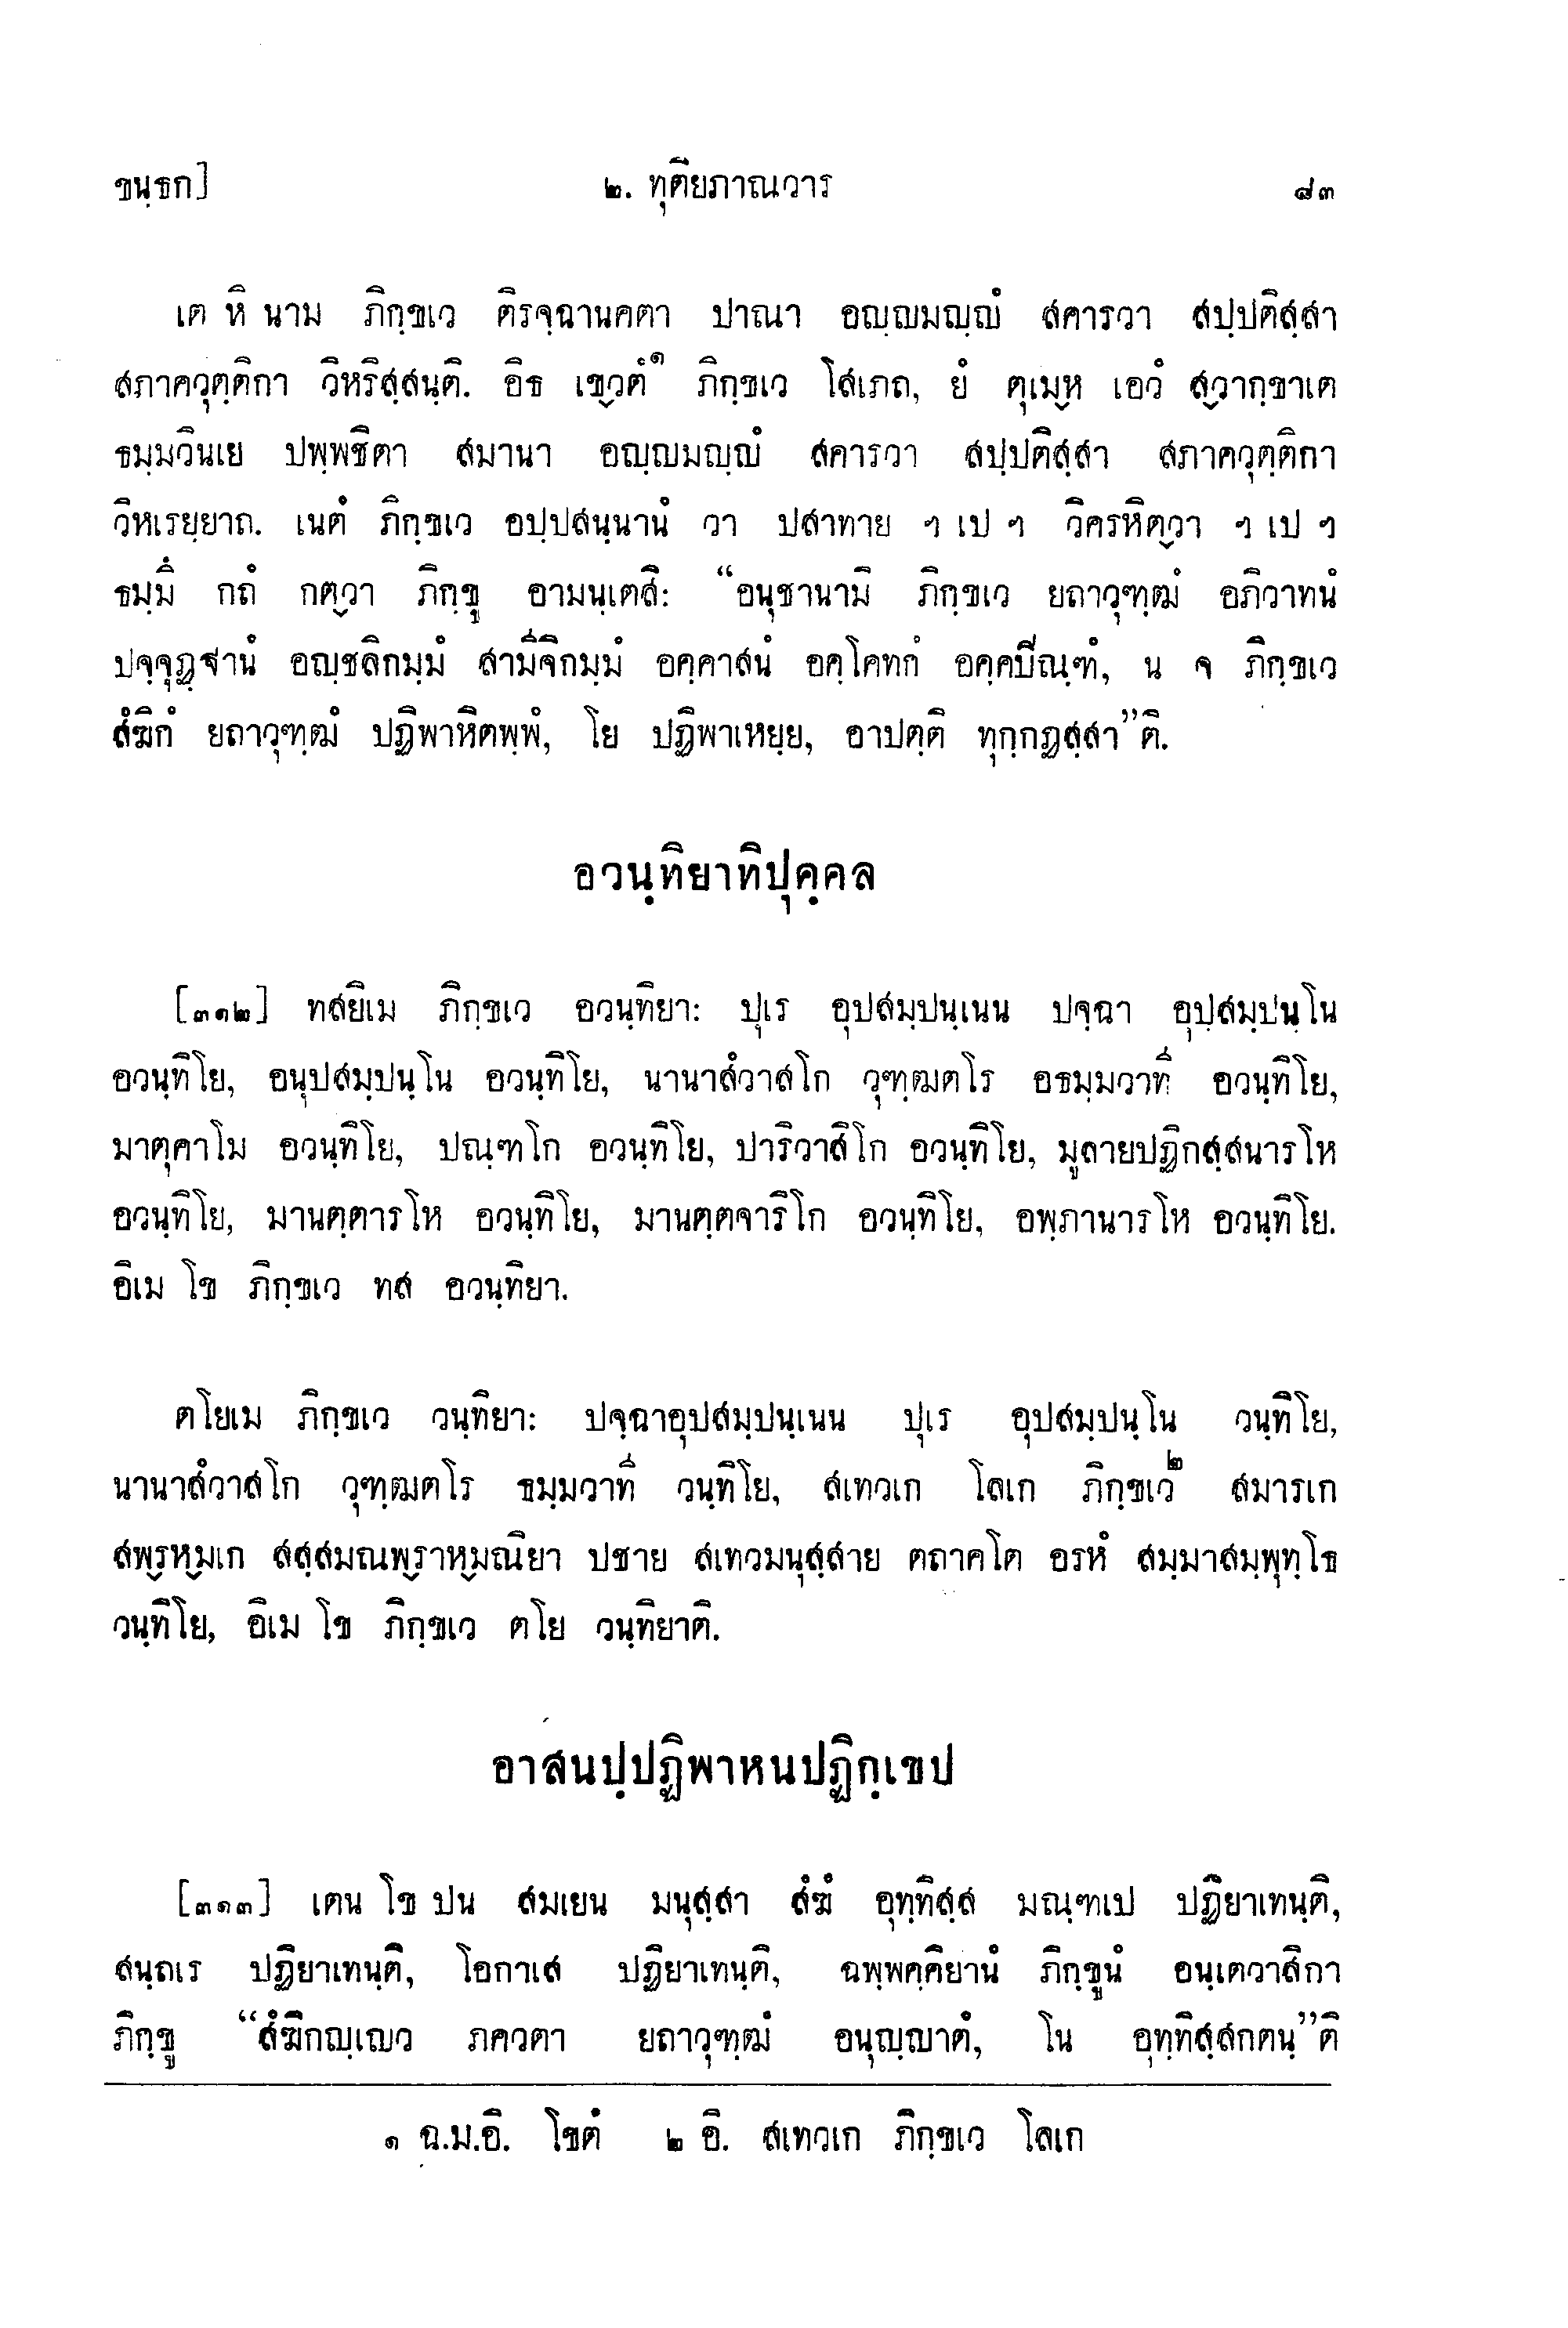 ขนฺธก]	๒. ทุติยภาณวาร	๘๓
เต หิ นาม ภิกฺขเว ติรจฺฉานคตา ปาณา อญฺญมญฺญํ สคารวา สปฺปติสฺสา
สภาควุตฺติกา วิหริสฺสนฺติ. อิธ เขฺวตํ๑ ภิกฺขเว โสเภถ, ยํ ตุเมฺห เอวํ สฺวากฺขาเต
ธมฺมวินเย ปพฺพชิตา สมานา อญฺญมญฺญํ สคารวา สปฺปติสฺสา สภาควุตฺติกา
วิหเรยฺยาถ. เนตํ ภิกฺขเว อปฺปสนฺนานํ วา ปสาทาย ฯ เป ฯ วิครหิตฺวา ฯ เป ฯ
ธมฺมึ กถํ กตฺวา ภิกฺขู อามนฺเตสิ: “อนุชานามิ ภิกฺขเว ยถาวุฑฺฒํ อภิวาทนํ
ปจฺจุฏฺฐานํ อญฺชลิกมฺมํ สามีจิกมฺมํ อคฺคาสนํ อคฺโคทกํ อคฺคปิณฺฑํ, น จ ภิกฺขเว
สํฆิกํ ยถาวุฑฺฒํ ปฏิพาหิตพฺพํ, โย ปฏิพาเหยฺย, อาปตฺติ ทุกฺกฏสฺสา”ติ.
อวนฺทิยาทิปุคฺคล
[๓๑๒] ทสยิเม ภิกฺขเว อวนฺทิยา: ปุเร อุปสมฺปนฺเนน ปจฺฉา อุปสมฺปนฺโน
อวนฺทิโย, อนุปสมฺปนฺโน อวนฺทิโย, นานาสํวาสโก วุฑฺฒตโร อธมฺมวาที อวนฺทิโย,
มาตุคาโม อวนฺทิโย, ปณฺฑโก อวนฺทิโย, ปาริวาสิโก อวนฺทิโย, มูลายปฏิกสฺสนารโห
อวนฺทิโย, มานตฺตารโห อวนฺทิโย, มานตฺตจาริโก อวนฺทิโย, อพฺภานารโห อวนฺทิโย.
อิเม โข ภิกฺขเว ทส อวนฺทิยา.
ตโยเม ภิกฺขเว วนฺทิยา: ปจฺฉาอุปสมฺปนฺเนน ปุเร อุปสมฺปนฺโน วนฺทิโย,
นานาสํวาสโก วุฑฺฒตโร ธมฺมวาที วนฺทิโย, สเทวเก โลเก ภิกฺขเว๒ สมารเก
สพฺรหฺมเก สสฺสมณพฺราหฺมณิยา ปชาย สเทวมนุสฺสาย ตถาคโต อรหํ สมฺมาสมฺพุทฺโธ
วนฺทิโย, อิเม โข ภิกฺขเว ตโย วนฺทิยาติ.
อาสนปฺปฏิพาหนปฏิกฺเขป
[๓๑๓] เตน โข ปน สมเยน มนุสฺสา สํฆํ อุทฺทิสฺส มณฺฑเป ปฏิยาเทนฺติ,
สนฺถเร ปฏิยาเทนฺติ, โอกาเส ปฏิยาเทนฺติ, ฉพฺพคฺคิยานํ ภิกฺขูนํ อนฺเตวาสิกา
ภิกฺขู “สํฆิกญฺเญว ภควตา ยถาวุฑฺฒํ อนุญฺญาตํ, โน อุทฺทิสฺสกตนฺ”ติ
๑ ฉ.ม.อิ. โขตํ ๒ อิ. สเทวเก ภิกฺขเว โลเก